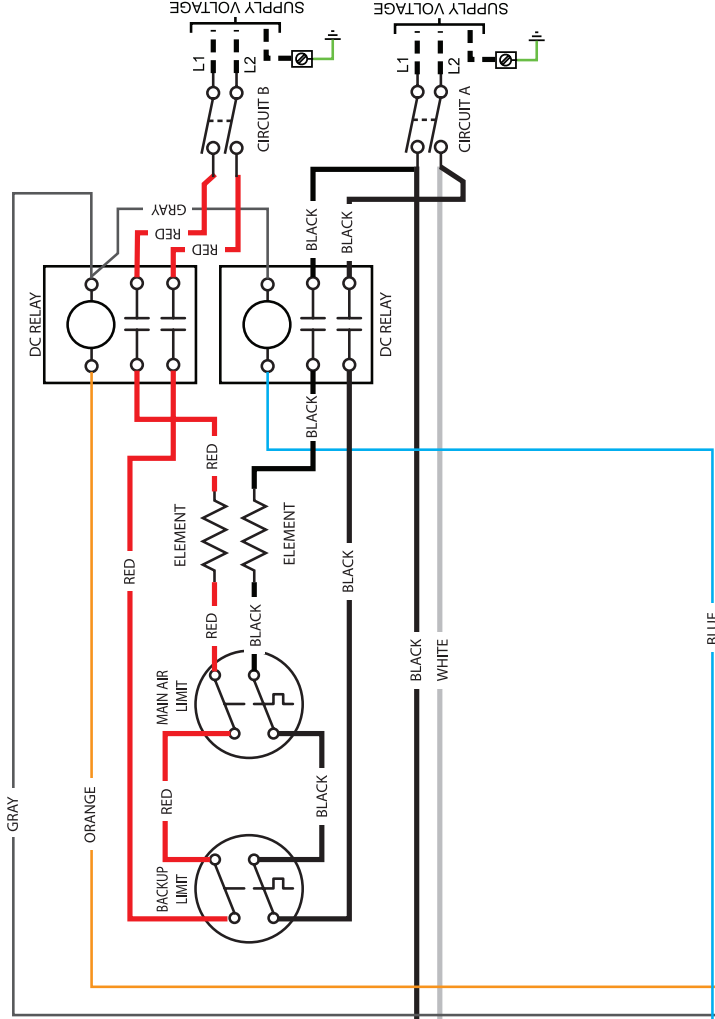 SUPPLY VOLTAGE
SUPPLY VOLTAGE
L1
L2
L1
L2
CIRCUIT B
CIRCUIT A
GRAY
RED
RED
BLACK
BLACK
DC RELAY
DC RELAY
BLACK
RED
ELEMENT
ELEMENT
RED
BLACK
RED
BLACK
BLACK
WHITE
BLUE
MAIN AIR
LIMIT
RED
BLACK
GRAY
ORANGE
BACKUP
LIMIT